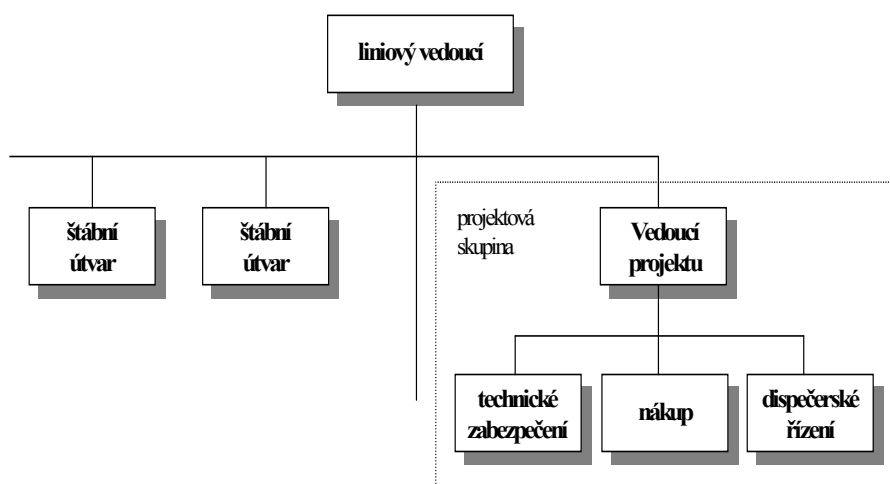 liniový vedoucí
štábní
útvar
štábní
útvar
projektová
skupina
Vedoucí
projektu
technické
zabezpečení
nákup
dispečerské
řízení